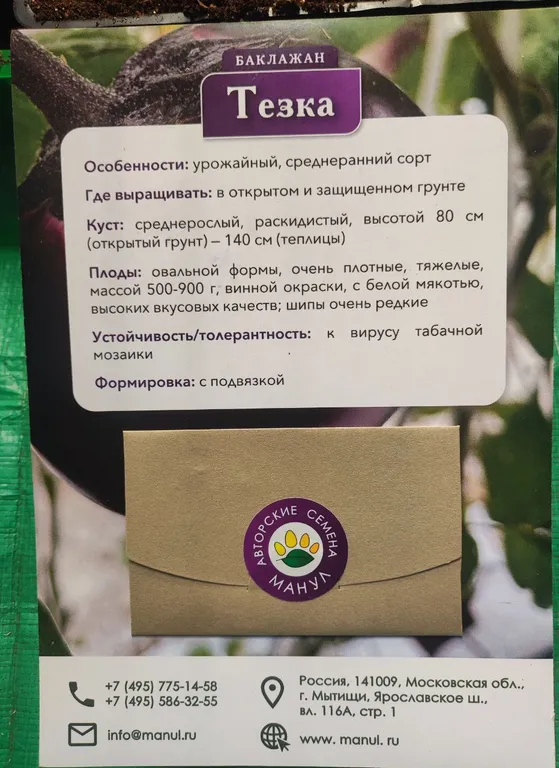 БАКЛАЖАН
Тезка
Особенности: урожайный, среднеранний сорт
Где выращивать: в открытом и защищенном грунте
Куст: среднерослый, раскидистый, высотой 80 см
(открытый грунт) – 140 см (теплицы)
Плоды: овальной формы, очень плотные, тяжелые,
массой 500-900 г, винной окраски, с белой мякотью,
высоких вкусовых качеств; шипы очень редкие
Устойчивость/толерантность: к вирусу табачной
мозаики
Формировка: с подвязкой
АВТОРСКИЕ СЕМЕНА
МАНУЛ
+7 (495) 775-14-58
+7 (495) 586-32-55
info@manul.ru
Россия, 141009, Московская обл.,
г. Мытищи, Ярославское ш.,
вл. 116А, стр. 1
www. manul. ru